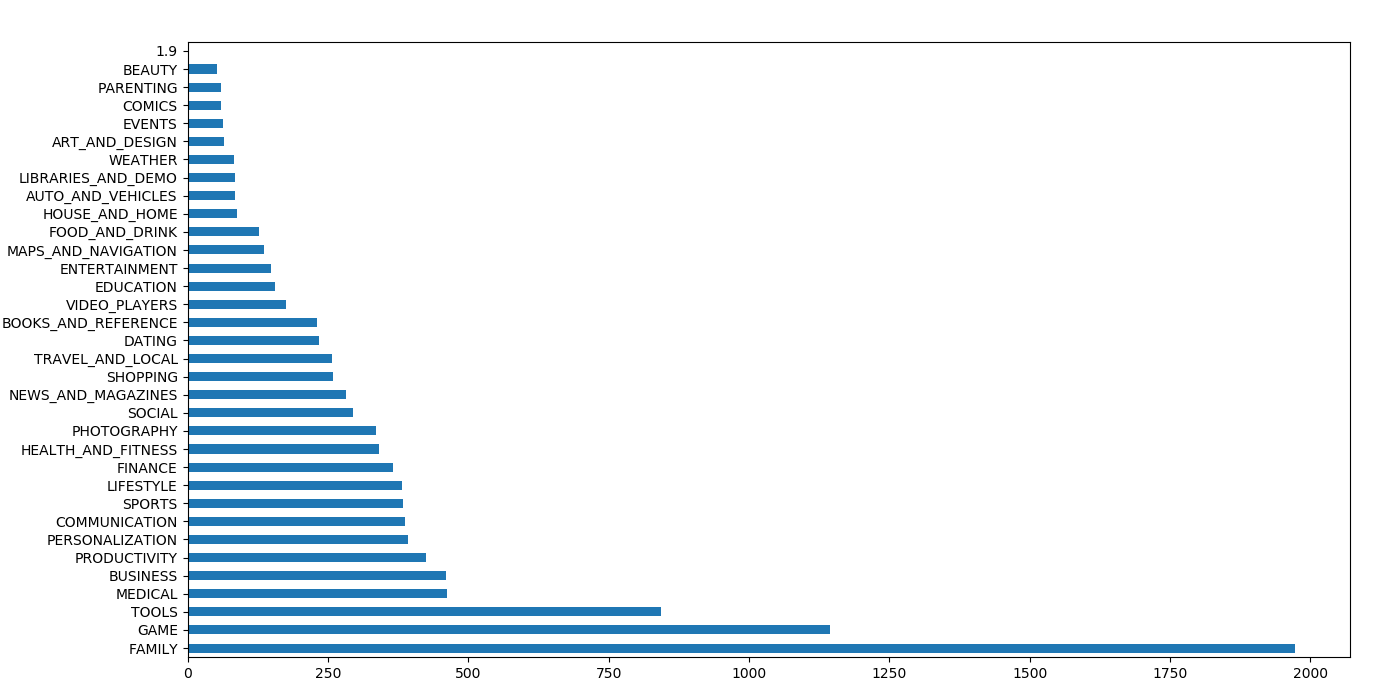 1.9
BEAUTY
PARENTING
COMICS
EVENTS
ART_AND_DESIGN
WEATHER
LIBRARIES_AND_DEMO
AUTO_AND_VEHICLES
HOUSE_AND_HOME
FOOD_AND_DRINK
MAPS_AND_NAVIGATION
ENTERTAINMENT
EDUCATION
VIDEO_PLAYERS
BOOKS_AND_REFERENCE
DATING
TRAVEL_AND_LOCAL
SHOPPING
NEWS_AND_MAGAZINES
SOCIAL
PHOTOGRAPHY
HEALTH_AND_FITNESS
FINANCE
LIFESTYLE
SPORTS
COMMUNICATION
PERSONALIZATION
PRODUCTIVITY
BUSINESS
MEDICAL
TOOLS
GAME
FAMILY
0 250 500 750 1000 1250 1500 1750 2000